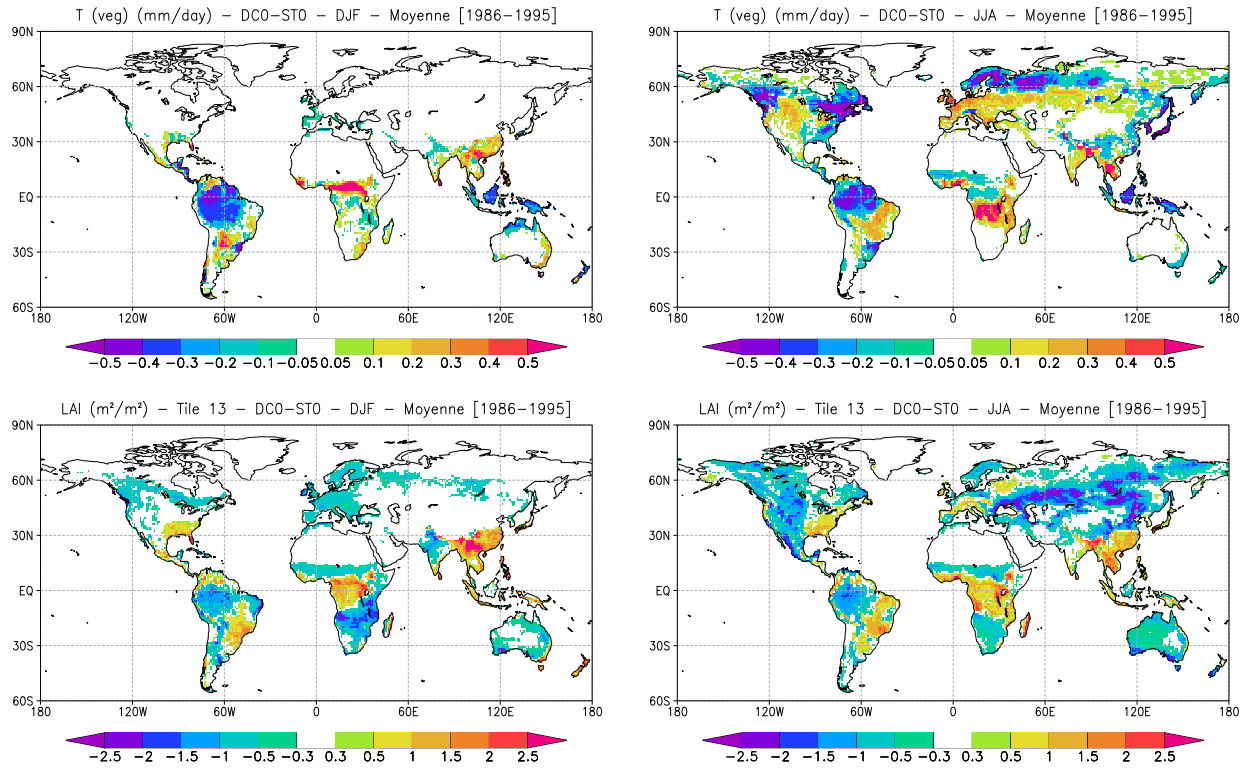 T (veg) (mm/day) – DCO–STO – DJF – Moyenne [1986–1995]
90N
60N
30N
EQ
30S
60S
180 120W 60W 0 60E 120E 180
−0.5 −0.4 −0.3 −0.2 −0.1 −0.05 0.05 0.1 0.2 0.3 0.4 0.5
T (veg) (mm/day) – DCO–STO – JJA – Moyenne [1986–1995]
90N
60N
30N
EQ
30S
60S
180 120W 60W 0 60E 120E 180
−0.5 −0.4 −0.3 −0.2 −0.1 −0.05 0.05 0.1 0.2 0.3 0.4 0.5
LAI (m²/m²) – Tile 13 – DCO–STO – DJF – Moyenne [1986–1995]
90N
60N
30N
EQ
30S
60S
180 120W 60W 0 60E 120E 180
−2.5 −2 −1.5 −1 −0.5 −0.3 0.3 0.5 1 1.5 2 2.5
LAI (m²/m²) – Tile 13 – DCO–STO – JJA – Moyenne [1986–1995]
90N
60N
30N
EQ
30S
60S
180 120W 60W 0 60E 120E 180
−2.5 −2 −1.5 −1 −0.5 −0.3 0.3 0.5 1 1.5 2 2.5